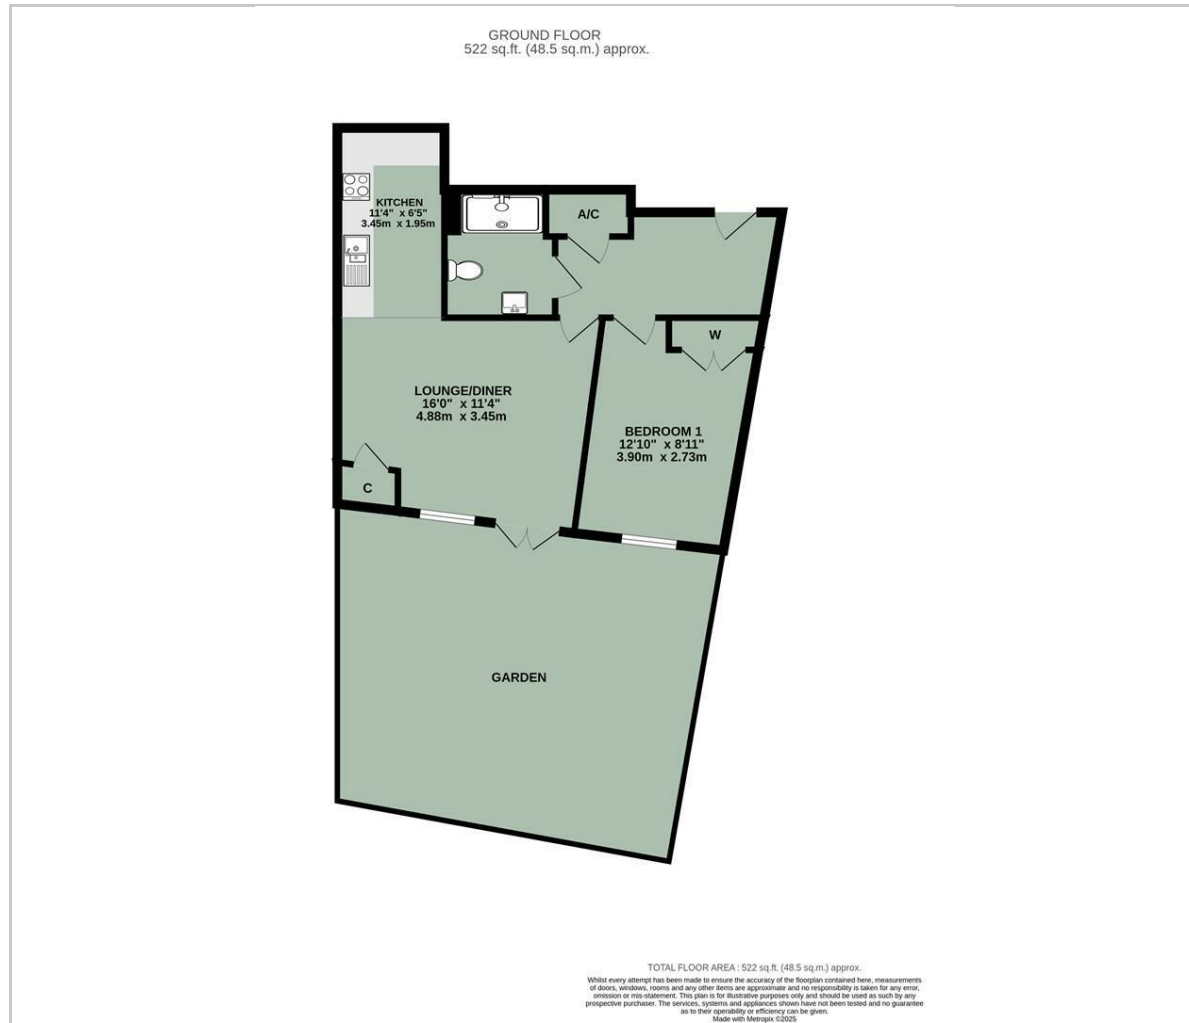 GROUND FLOOR
522 sq.ft. (48.5 sq.m.) approx.
KITCHEN
11'4" x 6'5"
3.45m x 1.95m
A/C
W
LOUNGE/DINER
16'0" x 11'4"
4.88m x 3.45m
BEDROOM 1
12'10" x 8'11"
3.90m x 2.73m
C
GARDEN
TOTAL FLOOR AREA : 522 sq.ft. (48.5 sq.m.) approx.
Whilst every attempt has been made to ensure the accuracy of the floorplan contained here, measurements
of doors, windows, rooms and any other items are approximate and no responsibility is taken for any error,
omission or mis-statement. This plan is for illustrative purposes only and should be used as such by any
prospective purchaser. The services, systems and appliances shown have not been tested and no guarantee
as to their operability or efficiency can be given.
Made with Metropix ©2025